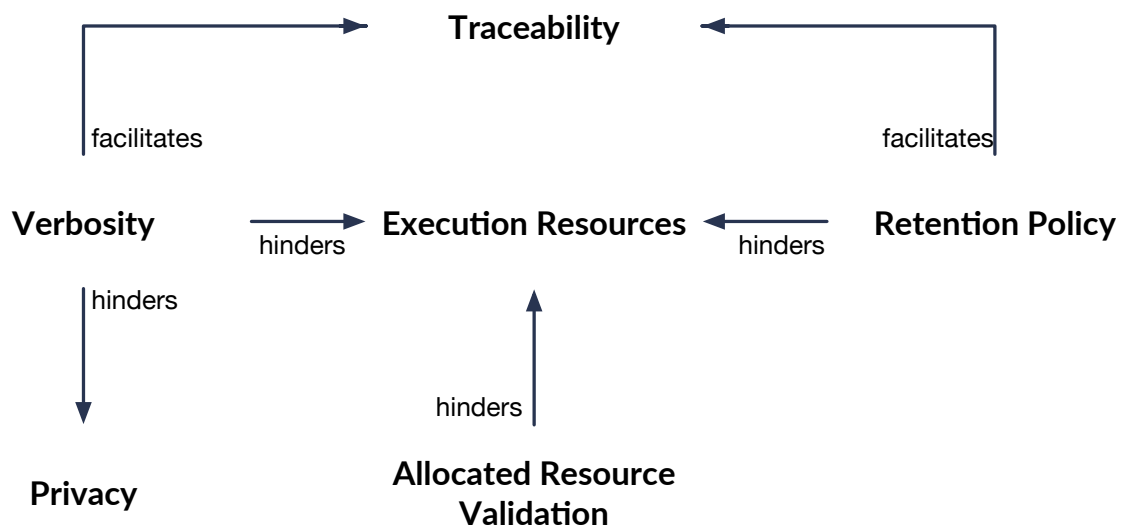 Traceability
facilitates
facilitates
Verbosity
Execution Resources
Retention Policy
hinders
hinders
hinders
hinders
Privacy
Allocated Resource
Validation